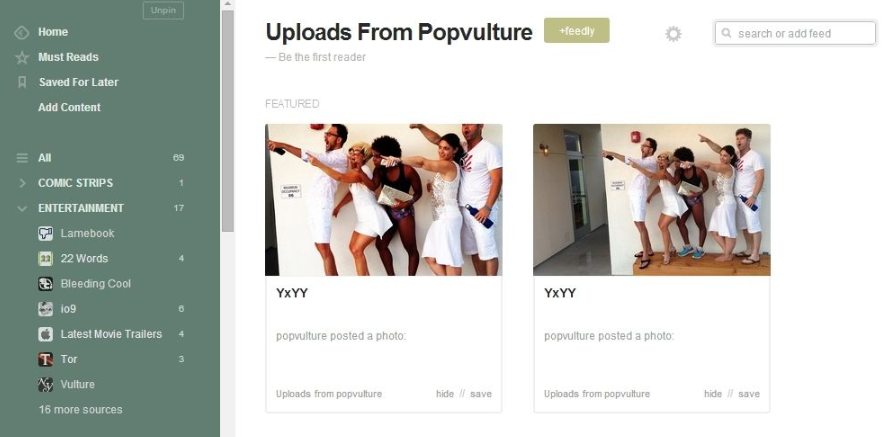 Unpin
Home
Must Reads
Saved For Later
Add Content
All 69
COMIC STRIPS 1
ENTERTAINMENT 17
Lamebook
22 Words 4
Bleeding Cool
io9 6
Latest Movie Trailers 4
Tor 3
Vulture
16 more sources
Uploads From Popvulture
+feedly
search or add feed
— Be the first reader
FEATURED
YxYY
popvulture posted a photo:
Uploads from popvulture hide // save
YxYY
popvulture posted a photo:
Uploads from popvulture hide // save